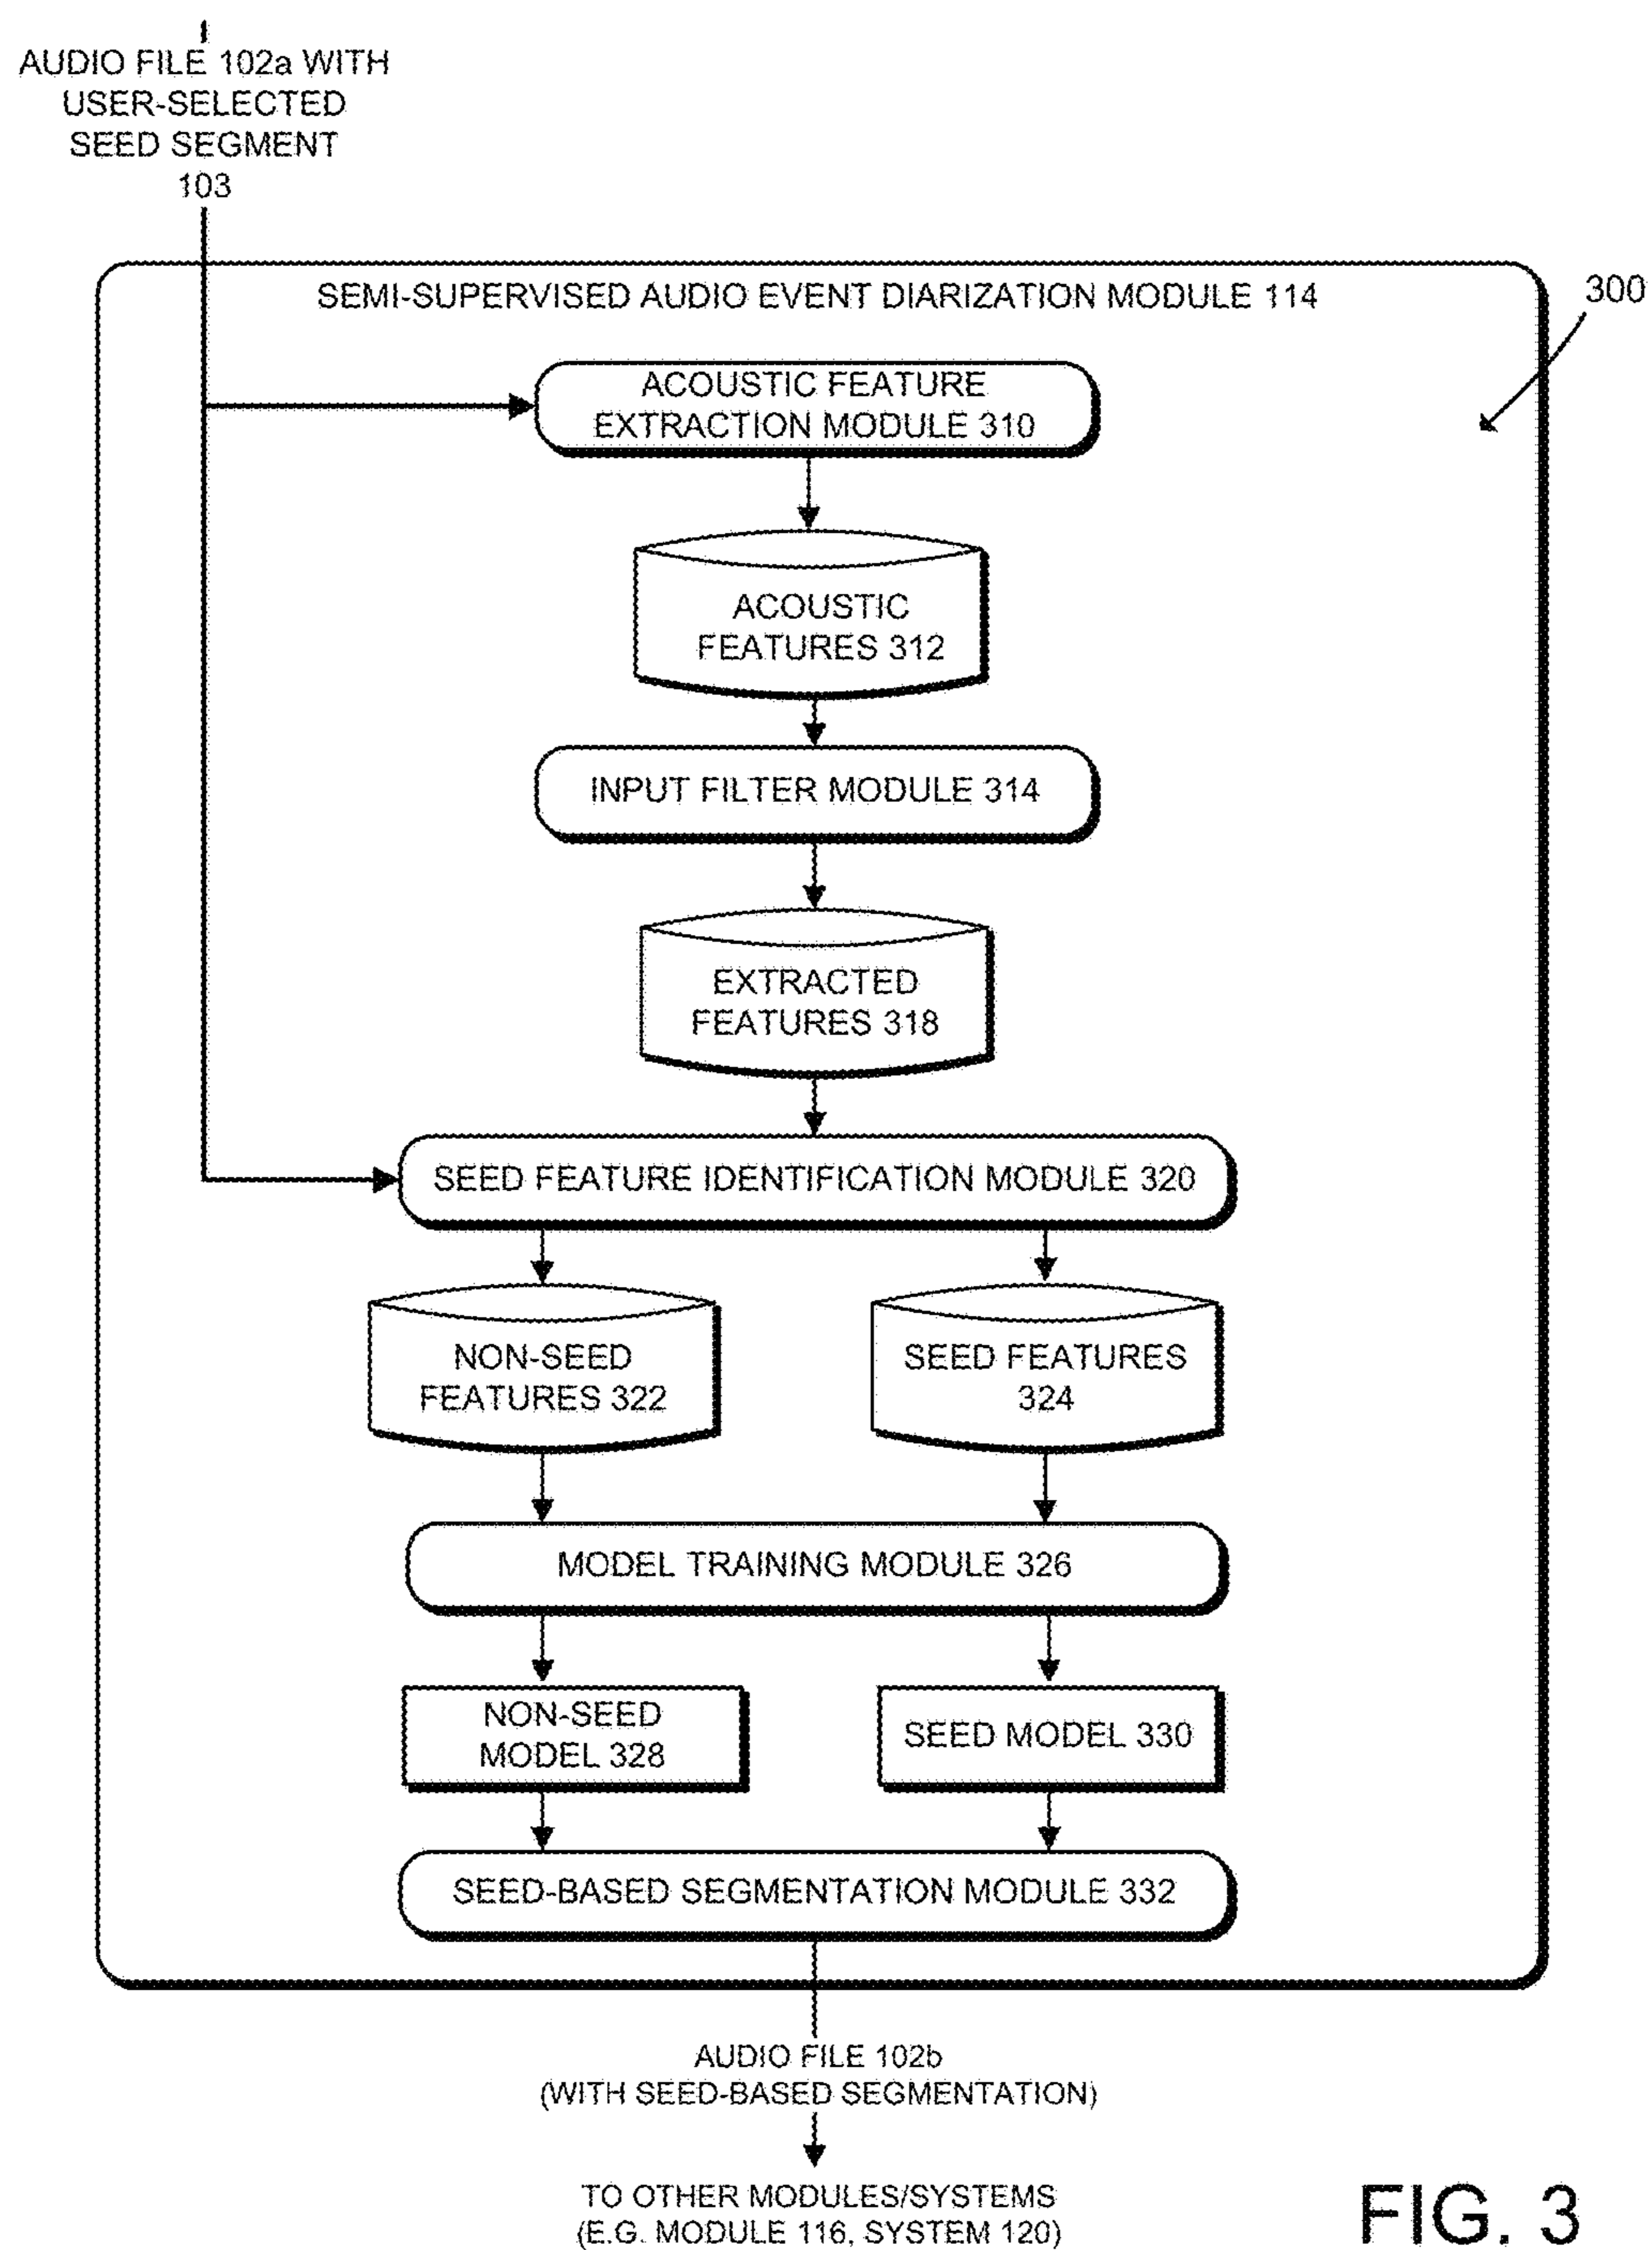 AUDIO FILE 102a WITH
USER-SELECTED
SEED SEGMENT
103
SEMI-SUPERVISED AUDIO EVENT DIARIZATION MODULE 114
300
ACOUSTIC FEATURE
EXTRACTION MODULE 310
ACOUSTIC
FEATURES 312
INPUT FILTER MODULE 314
EXTRACTED
FEATURES 318
SEED FEATURE IDENTIFICATION MODULE 320
NON-SEED
FEATURES 322
SEED FEATURES
324
MODEL TRAINING MODULE 326
NON-SEED
MODEL 328
SEED MODEL 330
SEED-BASED SEGMENTATION MODULE 332
AUDIO FILE 102b
(WITH SEED-BASED SEGMENTATION)
TO OTHER MODULES/SYSTEMS
(E.G. MODULE 116, SYSTEM 120)
FIG. 3